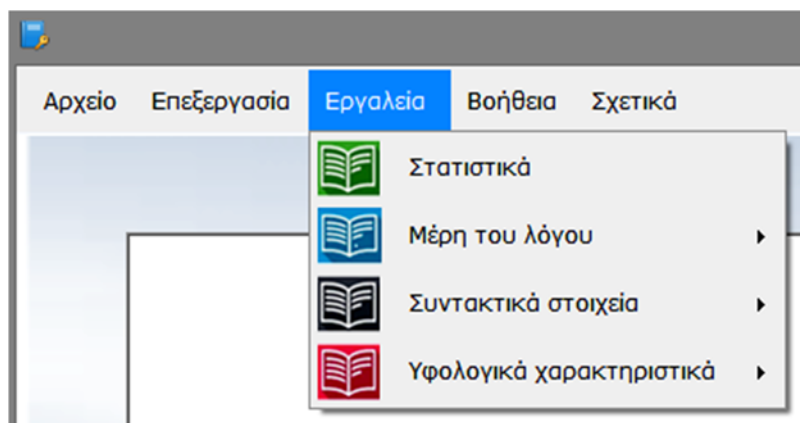 Αρχείο Επεξεργασία Εργαλεία Βοήθεια Σχετικά
Στατιστικά
Μέρη του λόγου
Συντακτικά στοιχεία
Υφολογικά χαρακτηριστικά